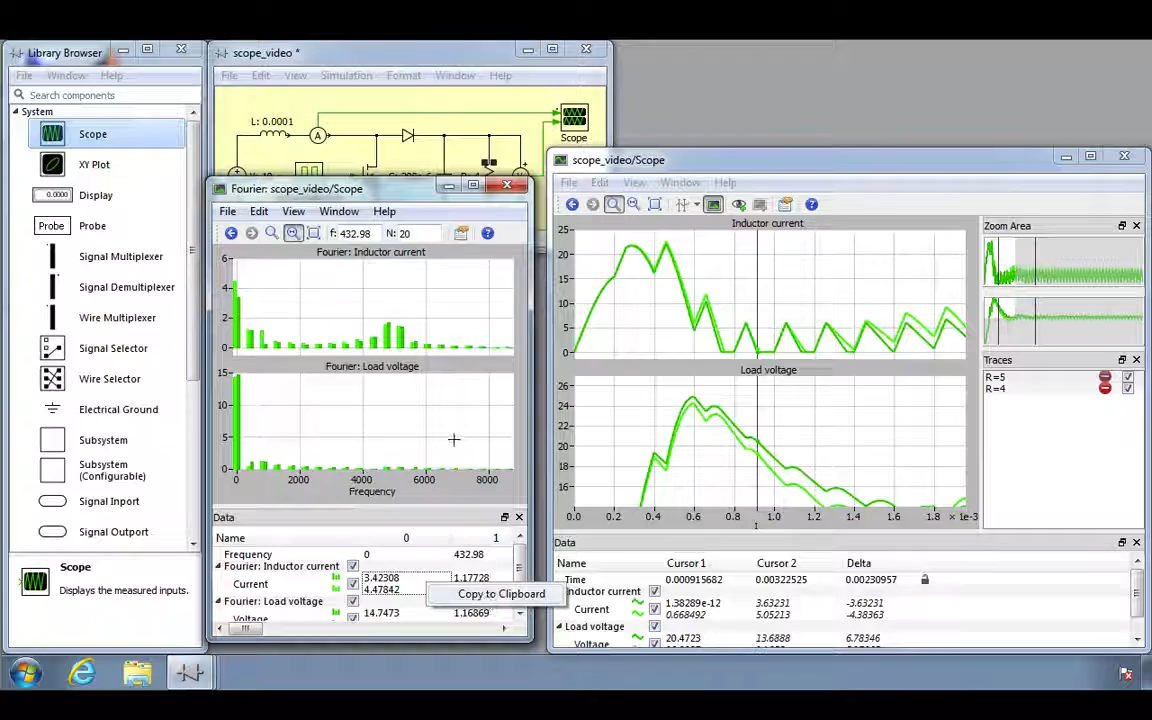 Library Browser
File Window Help
Search components
System
Scope
XY Plot
0.0000 Display
Probe Probe
Signal Multiplexer
Signal Demultiplexer
Wire Multiplexer
Signal Selector
Wire Selector
Electrical Ground
Subsystem
Subsystem
(Configurable)
Signal Inport
Signal Outport
Scope
Displays the measured inputs.
scope_video *
File Edit View Simulation Format Window Help
L: 0.0001
A
Scope
Fourier: scope_video/Scope
File Edit View Window Help
f: 432.98 N: 20
Fourier: Inductor current
6
4
2
0
Fourier: Load voltage
15
10
5
0
0 2000 4000 6000 8000
Frequency
Data
Name 0 1
Frequency 0 432.98
Fourier: Inductor current
Current 3.42308 1.17728
4.47842
Copy to Clipboard
Fourier: Load voltage
Voltage 14.7473 1.16869
scope_video/Scope
File Edit View Window Help
Inductor current
25
20
15
10
5
0
Load voltage
26
24
22
20
18
16
0.0 0.2 0.4 0.6 0.8 1.0 1.2 1.4 1.6 1.8 × 1e-3
Zoom Area
Traces
R=5
R=4
Data
Name Cursor 1 Cursor 2 Delta
Time 0.000915682 0.00322525 0.00230957
Inductor current
Current 1.38289e-12 3.63231 -3.63231
0.668492 5.05213 -4.38363
Load voltage
Voltage 20.4723 13.6888 6.78346